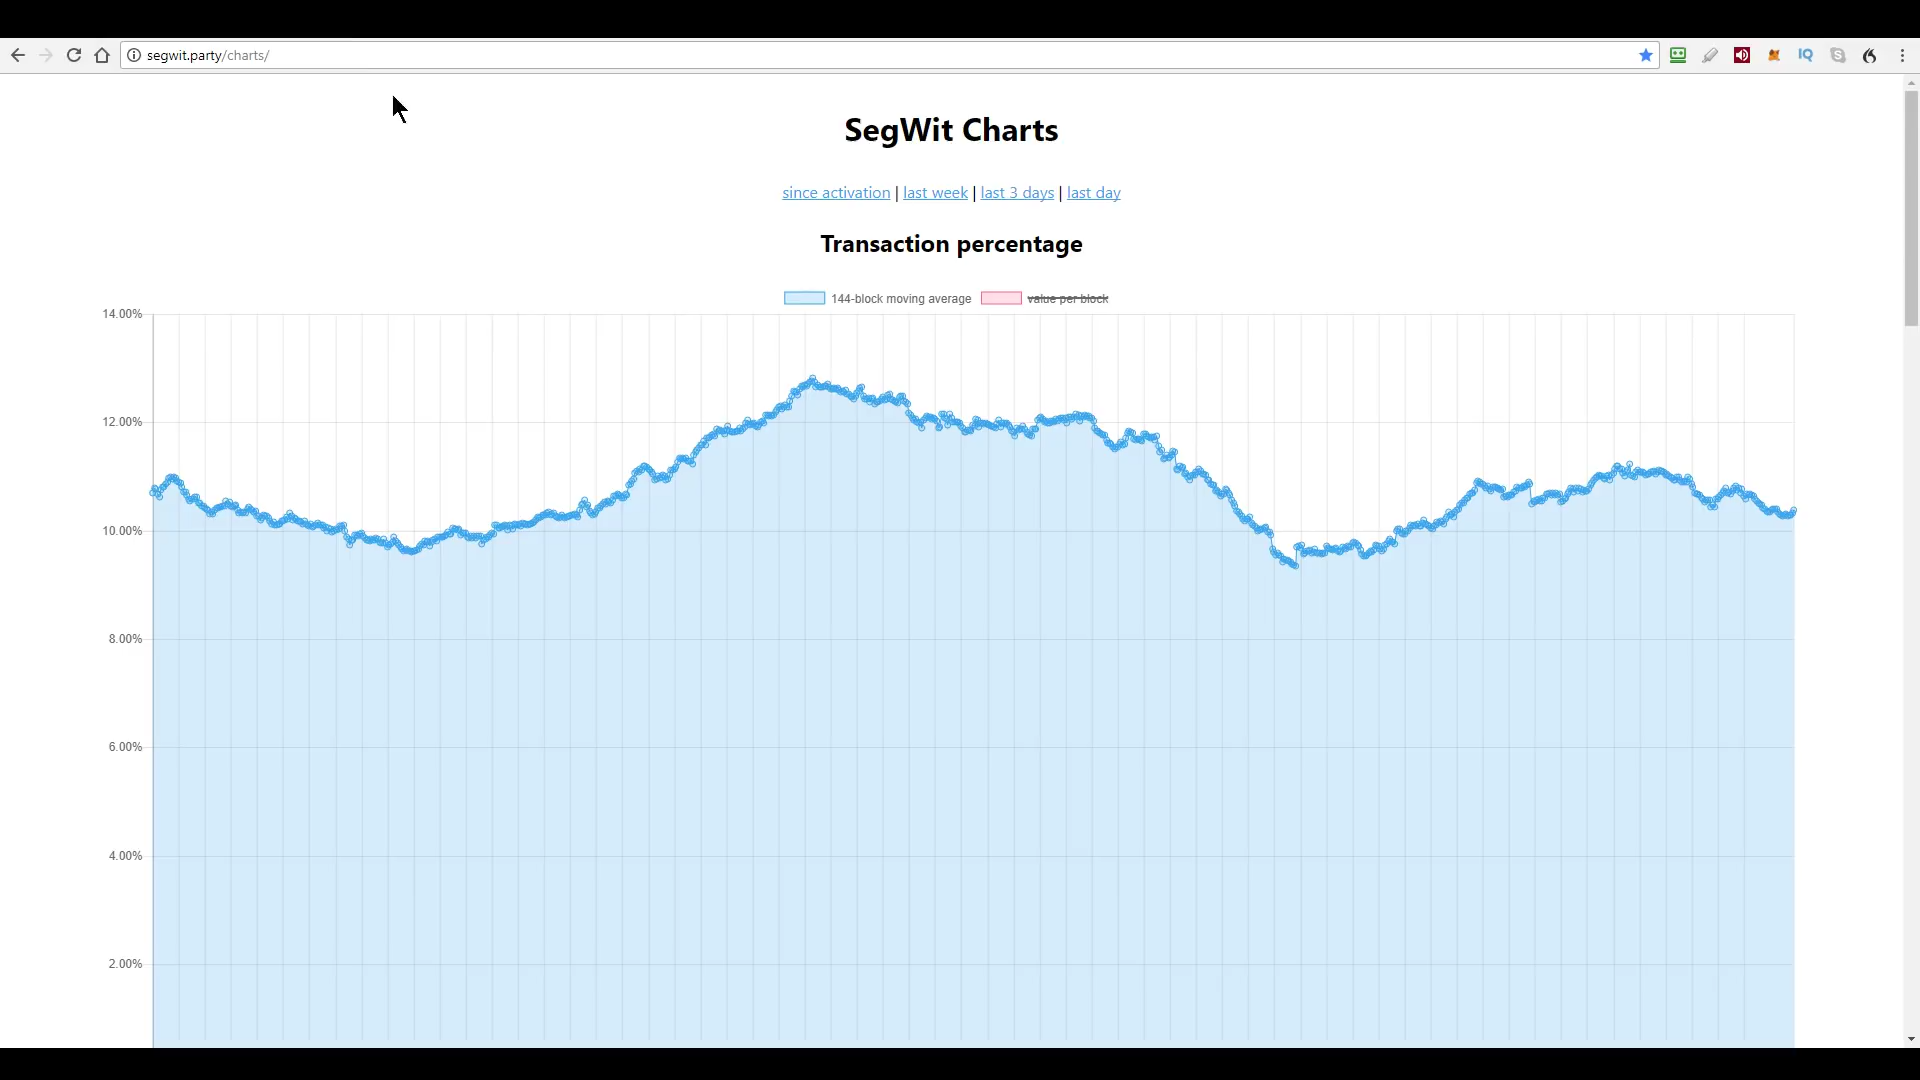 segwit.party/charts/
IQ
SegWit Charts
since activation | last week | last 3 days | last day
Transaction percentage
144-block moving average value per block
14.00%
12.00%
10.00%
8.00%
6.00%
4.00%
2.00%